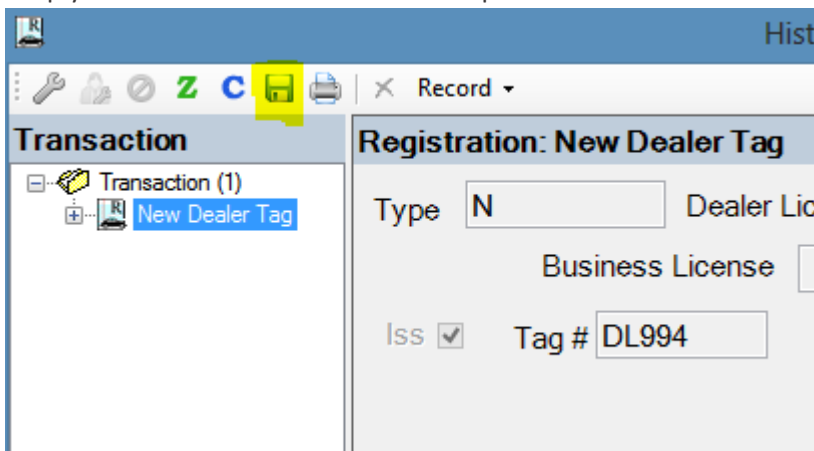 Hist
Z C Record
Transaction
Registration: New Dealer Tag
Transaction (1)
New Dealer Tag
Type N Dealer Lic
Business License
Iss Tag # DL994